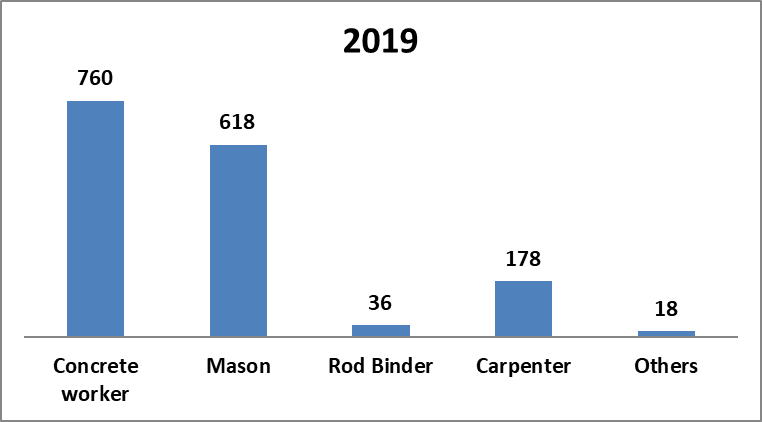 2019
760
618
36
178
18
Concrete
worker
Mason
Rod Binder
Carpenter
Others